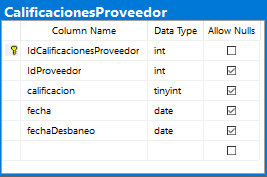 CalificacionesProveedor
Column Name Data Type Allow Nulls
IdCalificacionesProveedor int
IdProveedor int
calificacion tinyint
fecha date
fechaDesbaneo date